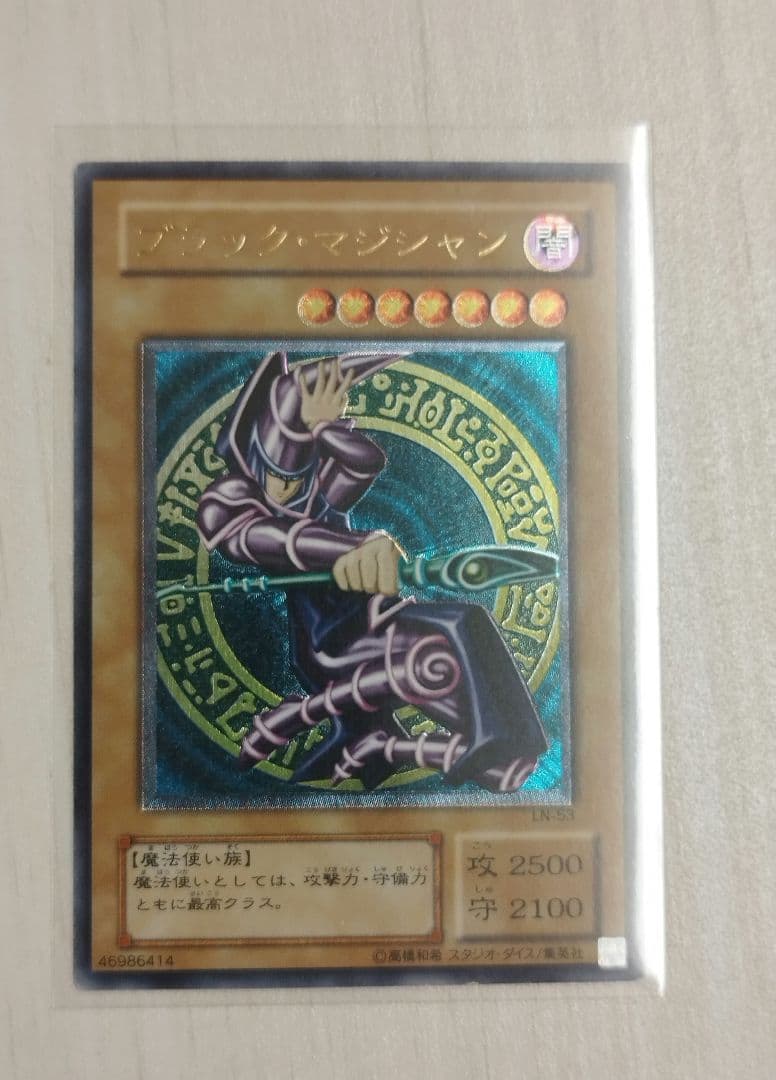 ブラック・マジシャン
闇
LN-53
【魔法使い族】
魔法使いとしては、攻撃力・守備力
ともに最高クラス。
攻 2500
守 2100
46986414
©高橋和希 スタジオ・ダイス/集英社